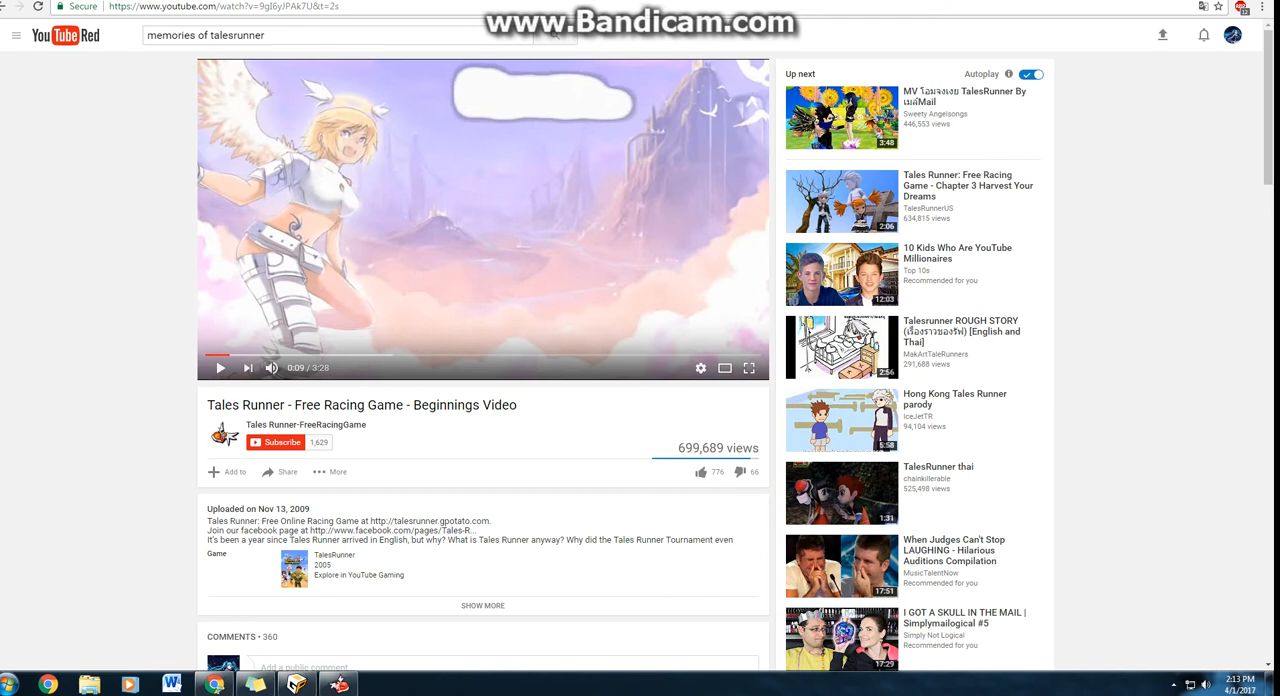 Secure
https://www.youtube.com/watch?v=9gI6yJPAk7U&t=2s
www.Bandicam.com
YouTube Red
memories of talesrunner
0:09 / 3:28
Tales Runner - Free Racing Game - Beginnings Video
Tales Runner-FreeRacingGame
Subscribe
1,629
699,689 views
Add to
Share
More
776
66
Uploaded on Nov 13, 2009
Tales Runner: Free Online Racing Game at http://talesrunner.gpotato.com.
Join our facebook page at http://www.facebook.com/pages/Tales-R...
It's been a year since Tales Runner arrived in English, but why? What is Tales Runner anyway? Why did the Tales Runner Tournament even
Game
TalesRunner
2005
Explore in YouTube Gaming
SHOW MORE
COMMENTS • 360
Add a public comment...
Up next
Autoplay
MV โอมจงเงย TalesRunner By
เมล์Mail
Sweety Angelsongs
446,553 views
3:48
Tales Runner: Free Racing
Game - Chapter 3 Harvest Your
Dreams
TalesRunnerUS
634,815 views
2:06
10 Kids Who Are YouTube
Millionaires
Top 10s
Recommended for you
12:03
Talesrunner ROUGH STORY
(เรื่องราวของรัฟ) [English and
Thai]
MakArtTaleRunners
291,688 views
2:56
Hong Kong Tales Runner
parody
IceJetTR
94,104 views
5:58
TalesRunner thai
chainkillerable
525,498 views
1:31
When Judges Can't Stop
LAUGHING - Hilarious
Auditions Compilation
MusicTalentNow
Recommended for you
17:51
I GOT A SKULL IN THE MAIL |
Simplymailogical #5
Simply Not Logical
Recommended for you
17:29
2:13 PM
4/1/2017